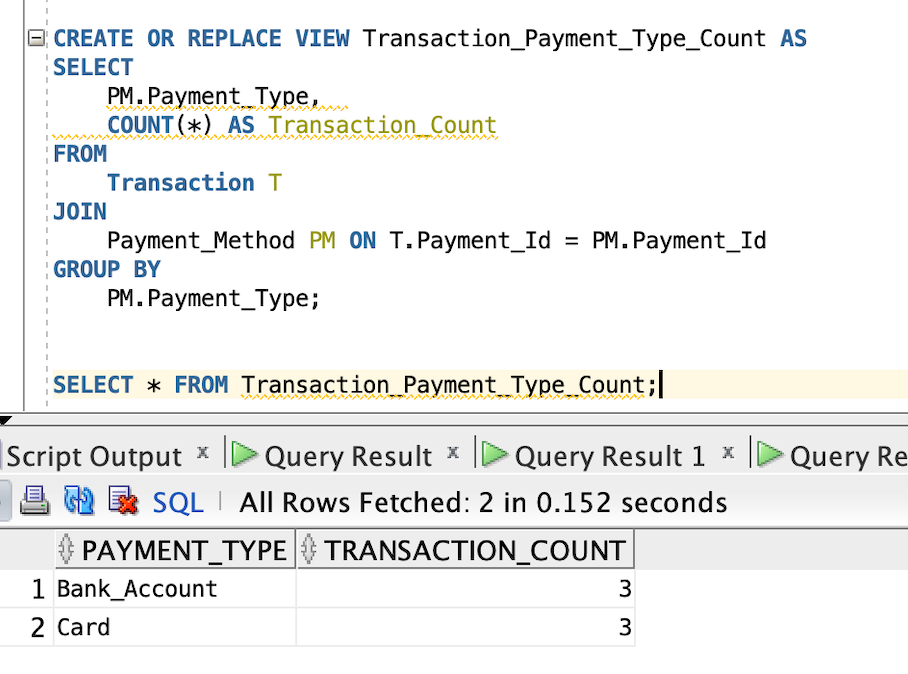 CREATE OR REPLACE VIEW Transaction_Payment_Type_Count AS
SELECT
PM.Payment_Type,
COUNT(*) AS Transaction_Count
FROM
Transaction T
JOIN
Payment_Method PM ON T.Payment_Id = PM.Payment_Id
GROUP BY
PM.Payment_Type;
SELECT * FROM Transaction_Payment_Type_Count;
Script Output x Query Result x Query Result 1 x Query Re
SQL All Rows Fetched: 2 in 0.152 seconds
PAYMENT_TYPE TRANSACTION_COUNT
1 Bank_Account 3
2 Card 3